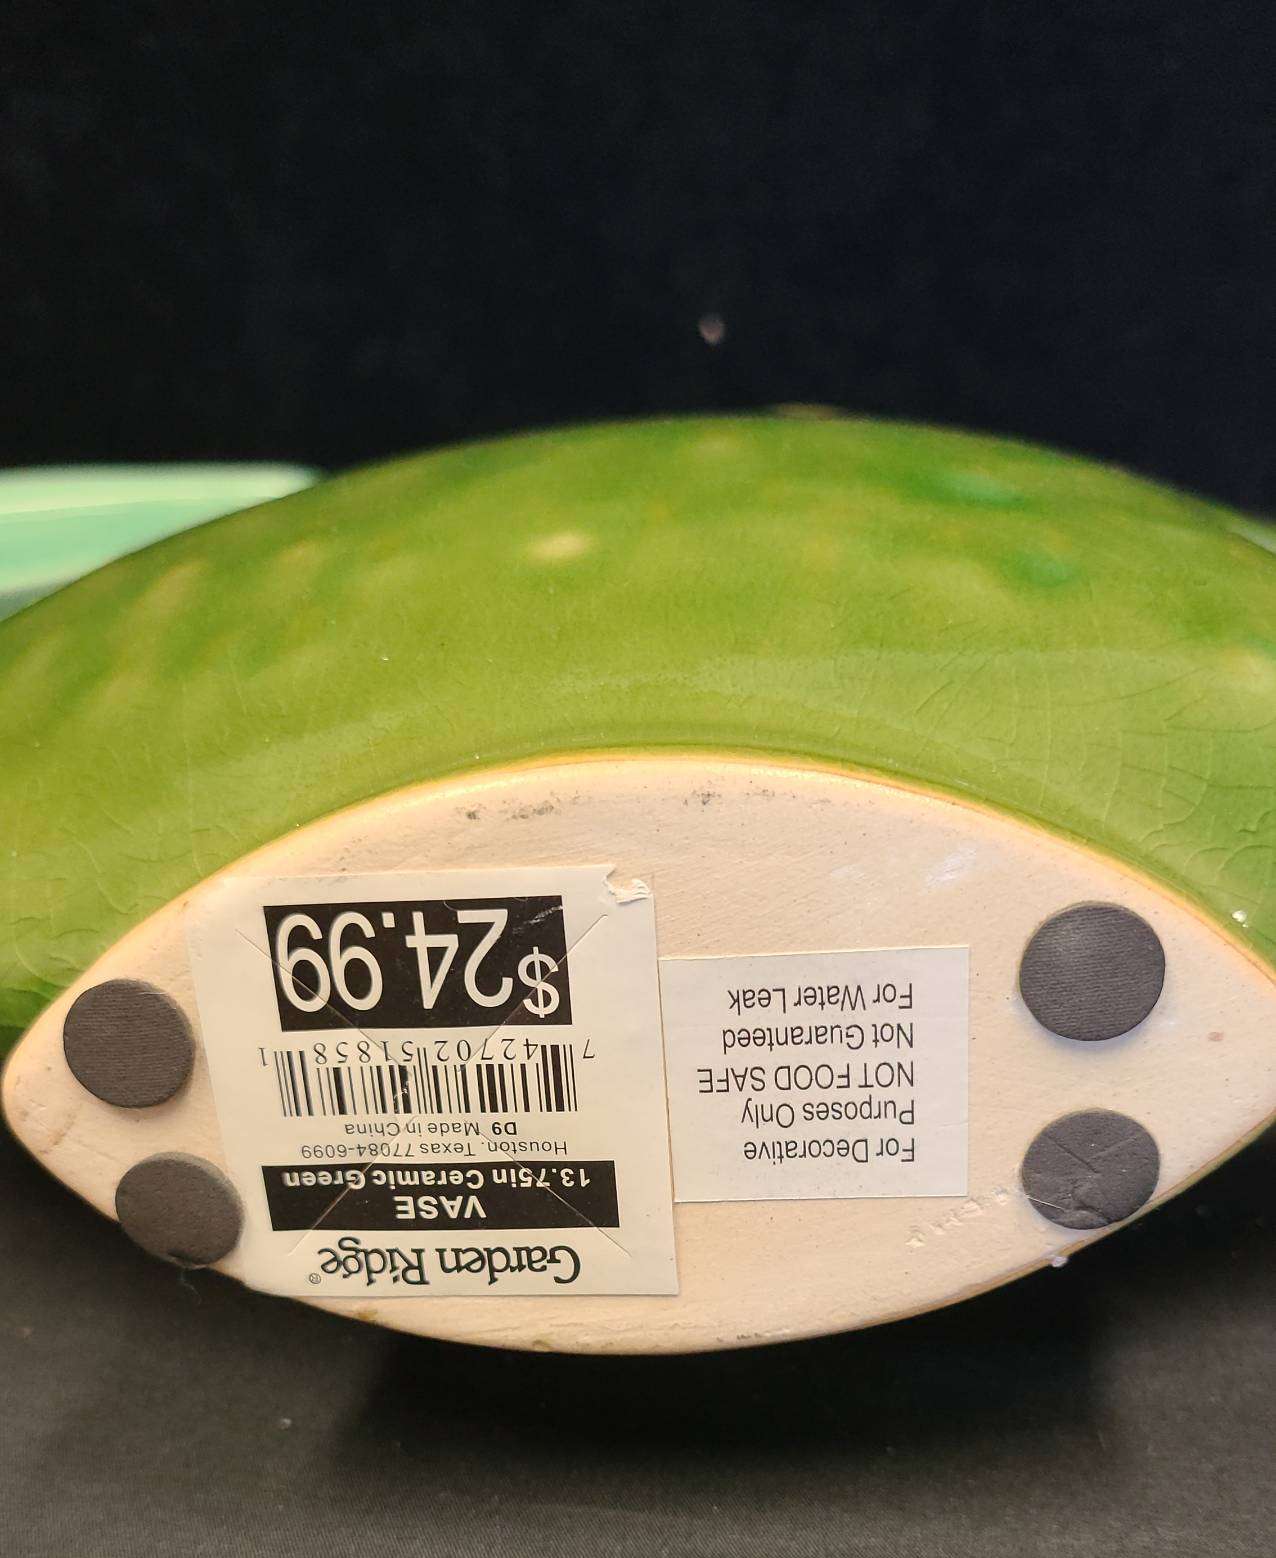 Garden Ridge®
VASE
13.75in Ceramic Green
Houston, Texas 77084-6099
D9 Made in China
7 42702 51858 1
$24.99
For Decorative
Purposes Only
NOT FOOD SAFE
Not Guaranteed
For Water Leak